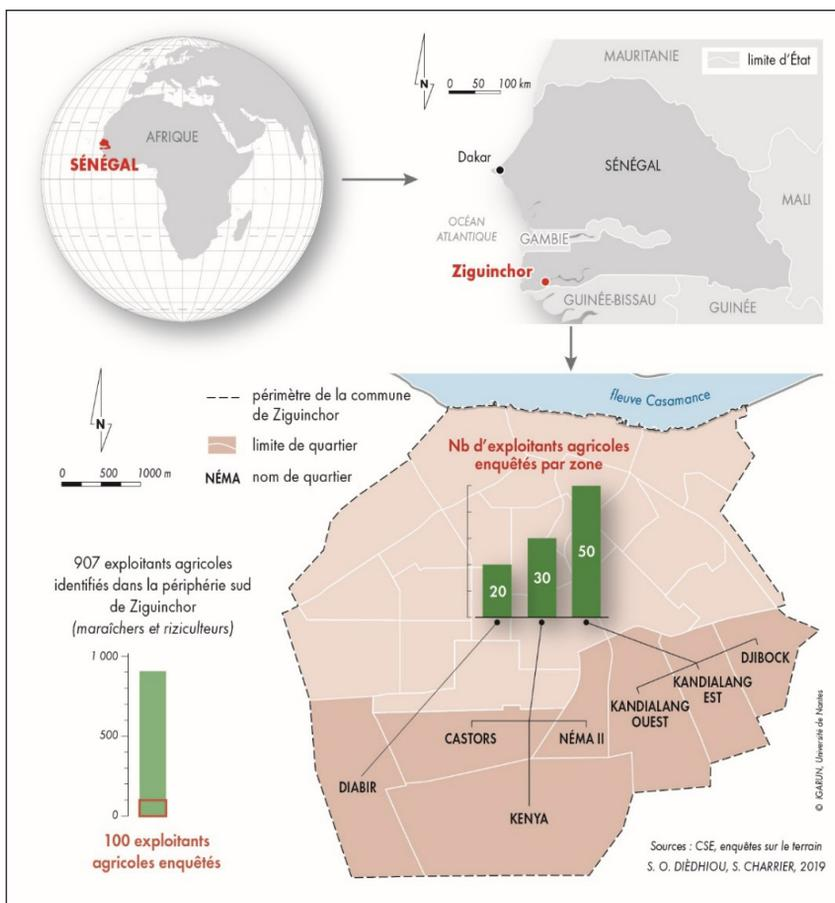 AFRIQUE
SÉNÉGAL
N
0 50 100 km
MAURITANIE
limite d'État
Dakar
SÉNÉGAL
MALI
OCÉAN
ATLANTIQUE
GAMBIE
Ziguinchor
GUINÉE-BISSAU
GUINÉE
N
0 500 1000 m
périmètre de la commune
de Ziguinchor
limite de quartier
NÉMA nom de quartier
fleuve Casamance
Nb d'exploitants agricoles
enquêtés par zone
20
30
50
907 exploitants agricoles
identifiés dans la périphérie sud
de Ziguinchor
(maraîchers et riziculteurs)
1 000
500
0
100 exploitants
agricoles enquêtés
DJIBOCK
KANDIALANG
EST
KANDIALANG
OUEST
CASTORS
NÉMA II
DIABIR
KENYA
© IGARUN, Université de Nantes
Sources : CSE, enquêtes sur le terrain
S. O. DIÈDHIOU, S. CHARRIER, 2019